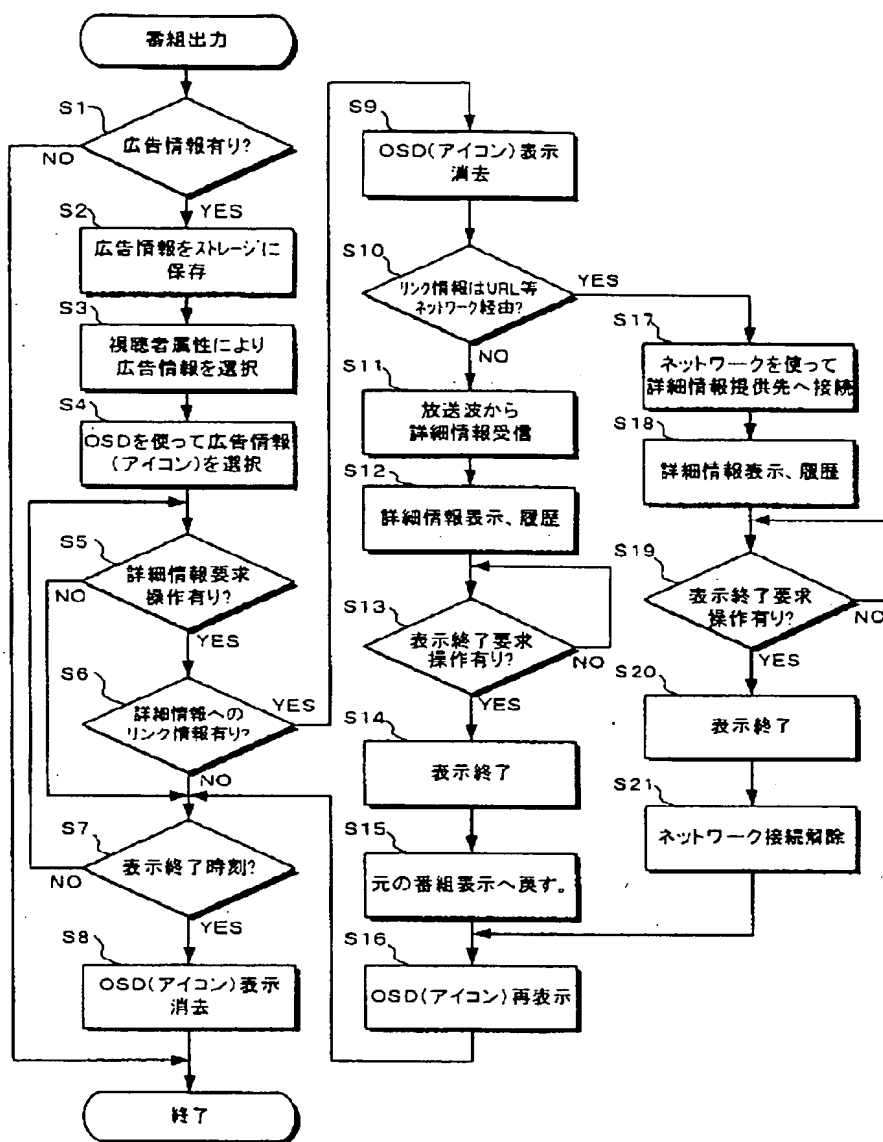 番組出力
S1
広告情報有り?
NO
YES
S2
広告情報をストレージに
保存
S3
視聴者属性により
広告情報を選択
S4
OSDを使って広告情報
(アイコン)を選択
S5
詳細情報要求
操作有り?
NO
YES
S6
詳細情報への
リンク情報有り?
YES
NO
S7
表示終了時刻?
NO
YES
S8
OSD(アイコン)表示
消去
終了
S9
OSD(アイコン)表示
消去
S10
リンク情報はURL等
ネットワーク経由?
YES
NO
S11
放送波から
詳細情報受信
S12
詳細情報表示、履歴
S13
表示終了要求
操作有り?
NO
YES
S14
表示終了
S15
元の番組表示へ戻す。
S16
OSD(アイコン)再表示
S17
ネットワークを使って
詳細情報提供先へ接続
S18
詳細情報表示、履歴
S19
表示終了要求
操作有り?
NO
YES
S20
表示終了
S21
ネットワーク接続解除